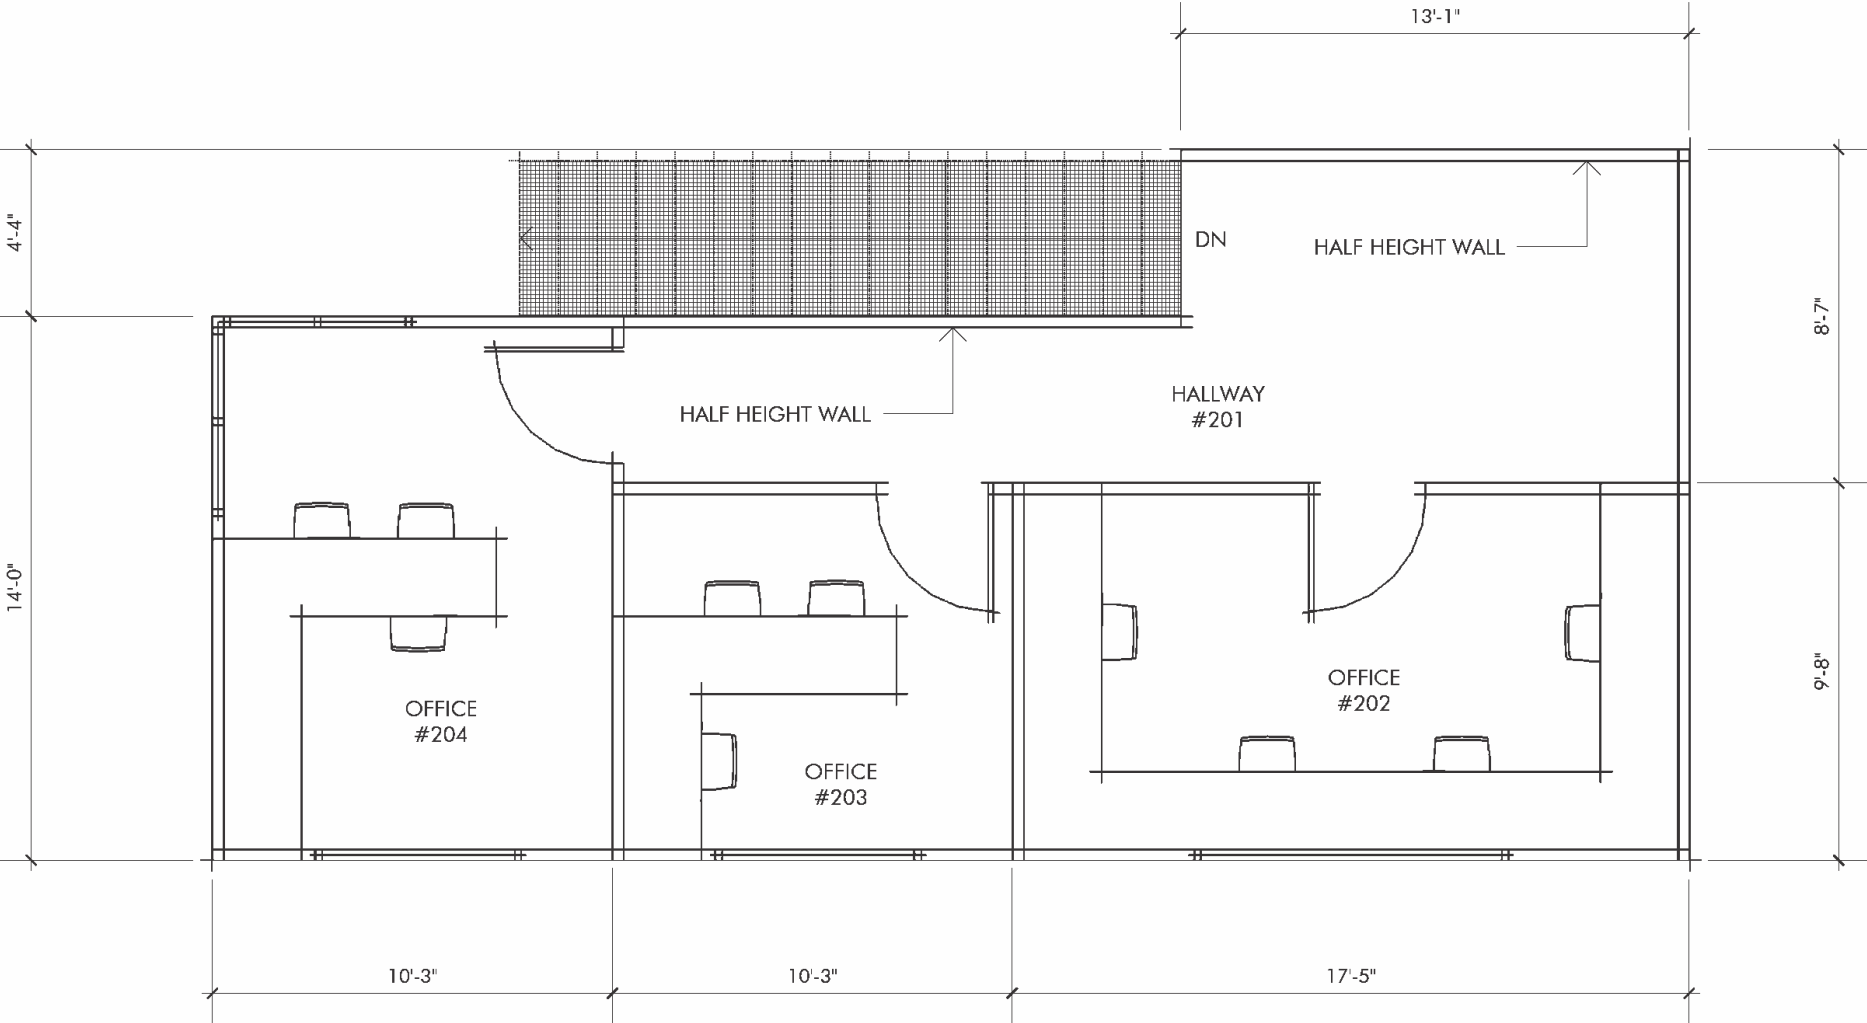 13'-1"
4'-4"
DN
HALF HEIGHT WALL
8'-7"
HALLWAY
#201
HALF HEIGHT WALL
14'-0"
OFFICE
#204
OFFICE
#203
OFFICE
#202
9'-8"
10'-3"
10'-3"
17'-5"